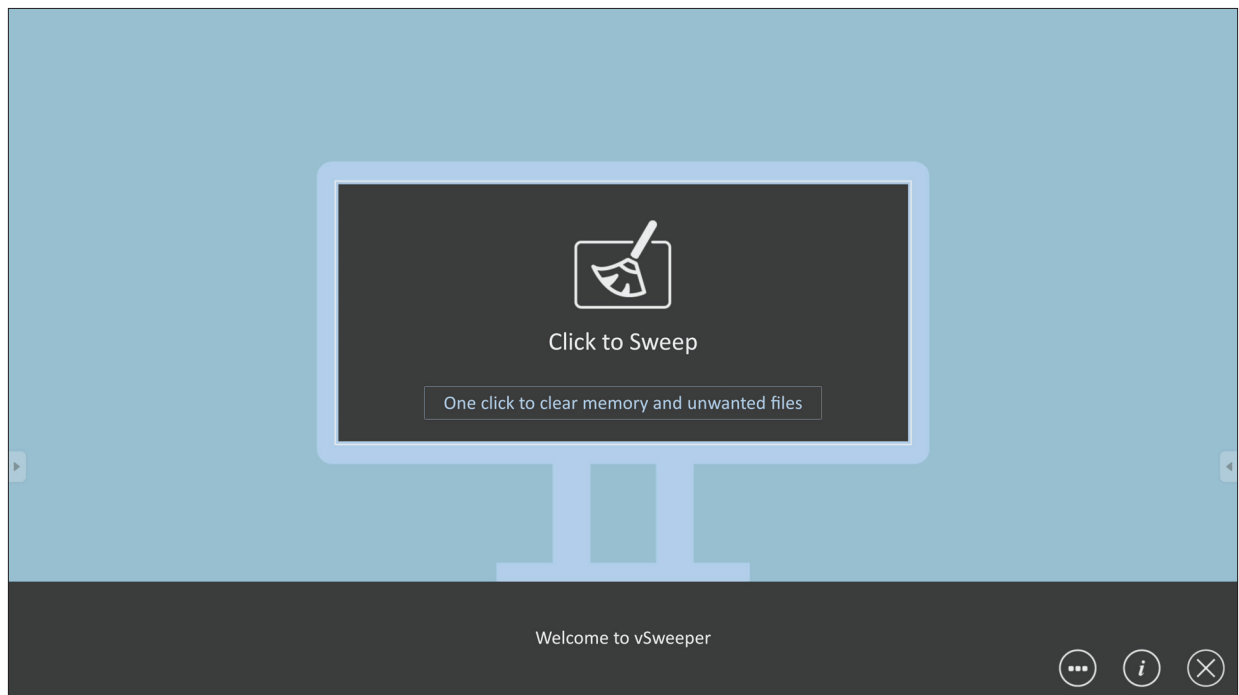 Click to Sweep
One click to clear memory and unwanted files
Welcome to vSweeper
i